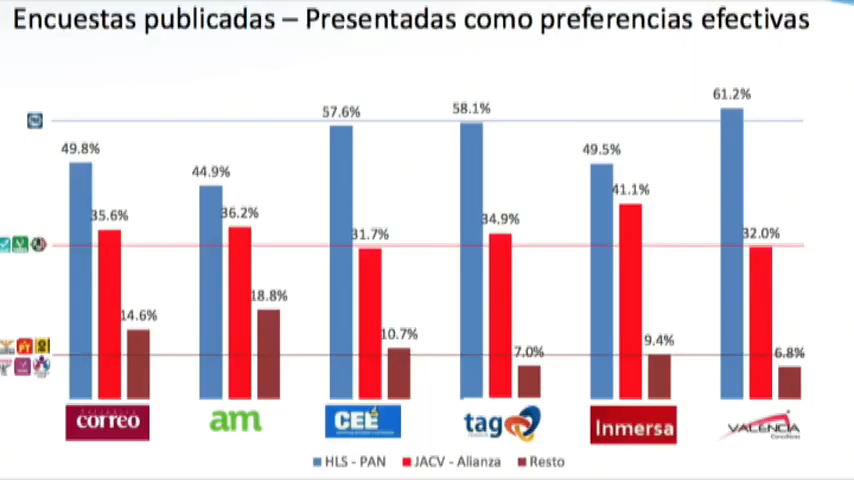 Encuestas publicadas – Presentadas como preferencias efectivas
49.8%
35.6%
14.6%
44.9%
36.2%
18.8%
57.6%
31.7%
10.7%
58.1%
34.9%
7.0%
49.5%
41.1%
9.4%
61.2%
32.0%
6.8%
correo
am
CEE
tag
Inmersa
VALENCIA
HLS - PAN
JACV - Alianza
Resto